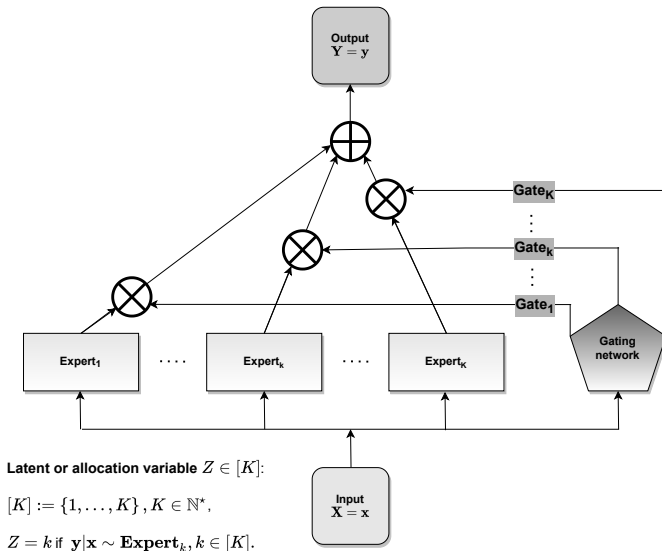 Output
Y = y
Gate_K
⋮
Gate_k
⋮
Gate_1
Expert_1 .... Expert_k .... Expert_K
Gating
network
Input
X = x
Latent or allocation variable Z ∈ [K]:
[K] := {1, …, K} , K ∈ ℕ⋆,
Z = k if y|x ∼ Expert_k, k ∈ [K].